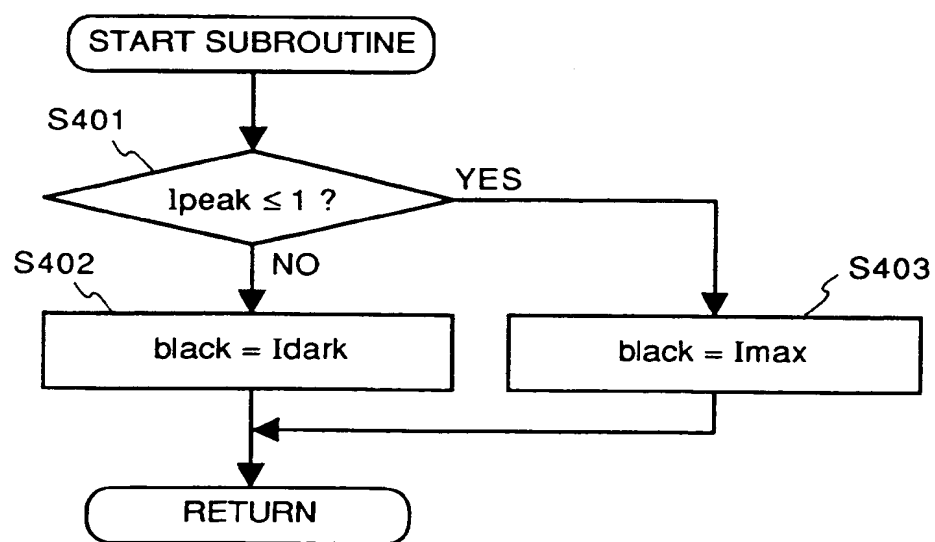 START SUBROUTINE
S401
Ipeak ≤ 1 ?
YES
NO
S402
S403
black = Idark
black = Imax
RETURN